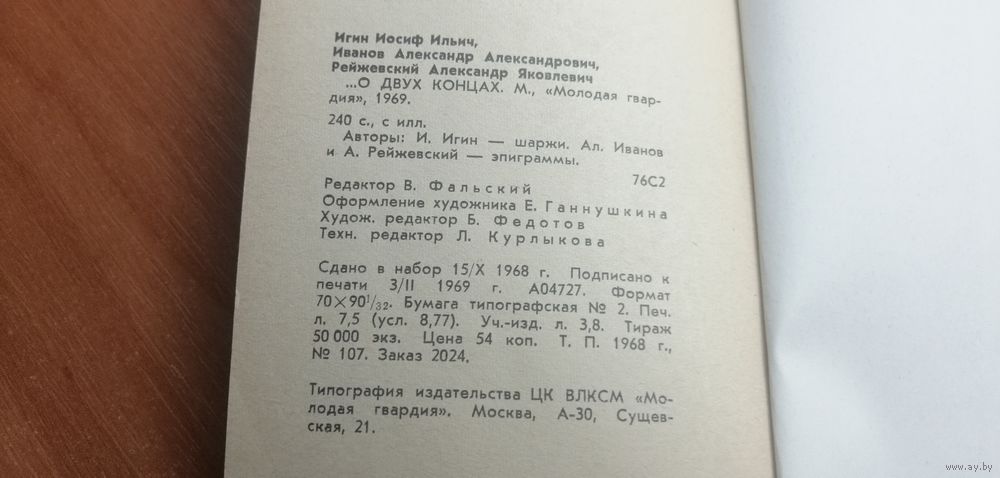 Игин Иосиф Ильич,
Иванов Александр Александрович,
Рейжевский Александр Яковлевич
...О ДВУХ КОНЦАХ. М., «Молодая гвар-
дия», 1969.
240 с., с илл.
Авторы: И. Игин — шаржи. Ал. Иванов
и А. Рейжевский — эпиграммы.
76С2
Редактор В. Фальский
Оформление художника Е. Ганнушкина
Худож. редактор Б. Федотов
Техн. редактор Л. Курлыкова
Сдано в набор 15/X 1968 г. Подписано к
печати 3/II 1969 г. А04727. Формат
70×90¹/₃₂. Бумага типографская № 2. Печ.
л. 7,5 (усл. 8,77). Уч.-изд. л. 3,8. Тираж
50 000 экз. Цена 54 коп. Т. П. 1968 г.,
№ 107. Заказ 2024.
Типография издательства ЦК ВЛКСМ «Мо-
лодая гвардия». Москва, А-30, Сущев-
ская, 21.
www.ay.by